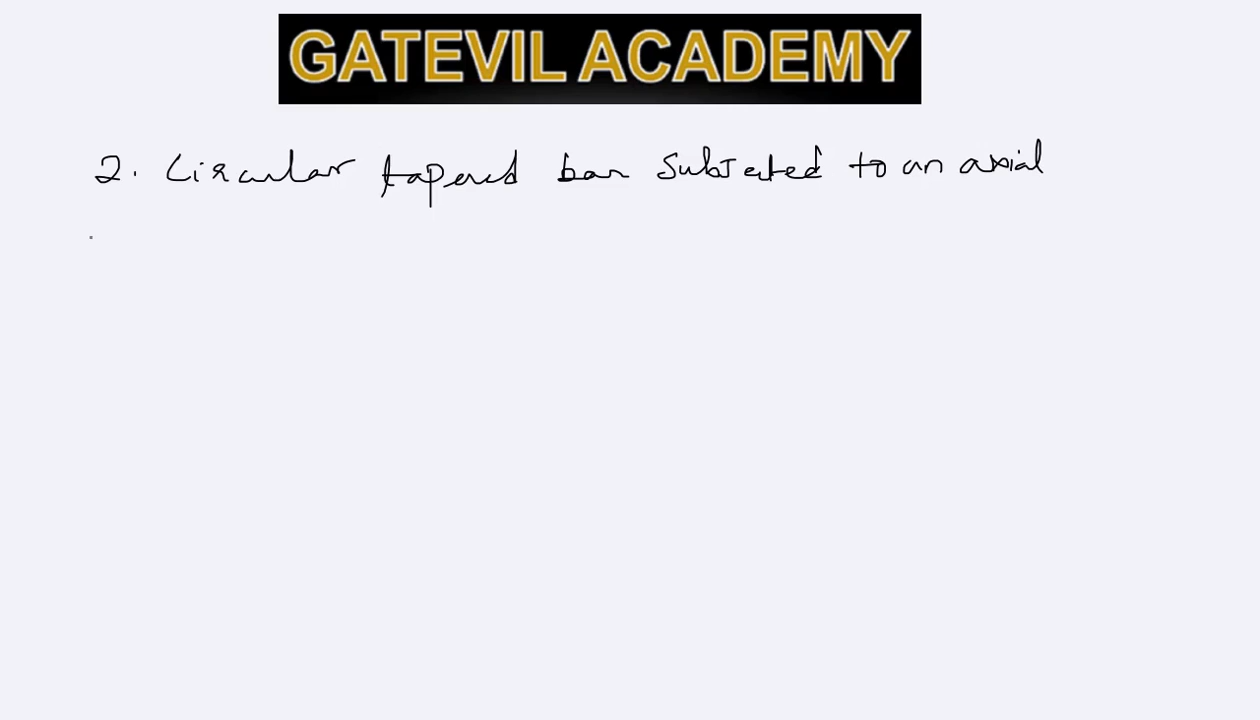 GATEVIL ACADEMY
2. Circular tapered bar Subjected to an axial